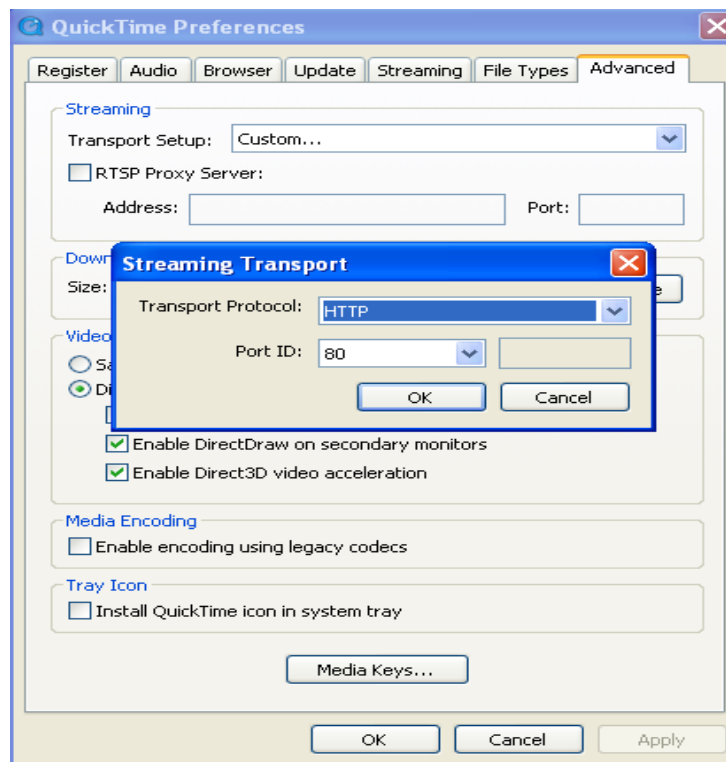 QuickTime Preferences
Register Audio Browser Update Streaming File Types Advanced
Streaming
Transport Setup: Custom...
RTSP Proxy Server:
Address: Port:
Down
Streaming Transport
Size:
Transport Protocol: HTTP
Video
Port ID: 80
OK Cancel
Enable DirectDraw on secondary monitors
Enable Direct3D video acceleration
Media Encoding
Enable encoding using legacy codecs
Tray Icon
Install QuickTime icon in system tray
Media Keys...
OK Cancel Apply